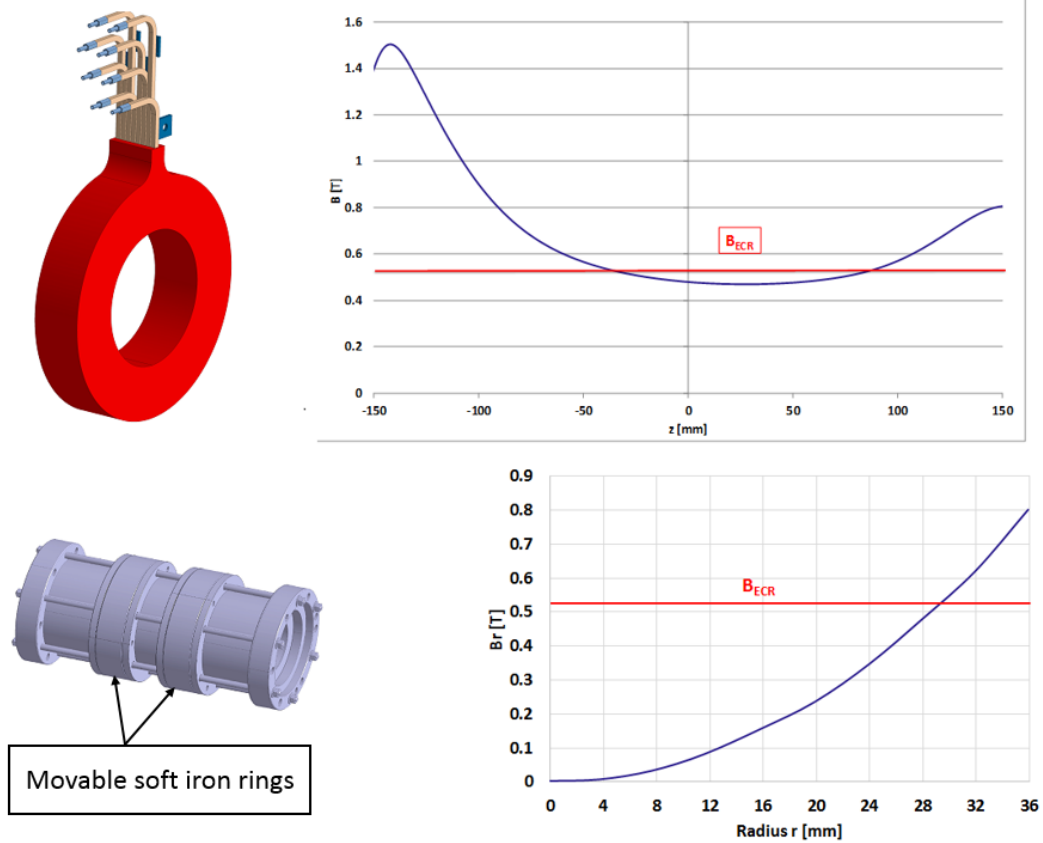 1.6
1.4
1.2
1
0.8
0.6
0.4
0.2
0
B [T]
B_ECR
-150 -100 -50 0 50 100 150
z [mm]
0.9
0.8
0.7
0.6
0.5
0.4
0.3
0.2
0.1
0
Br [T]
B_ECR
0 4 8 12 16 20 24 28 32 36
Radius r [mm]
Movable soft iron rings